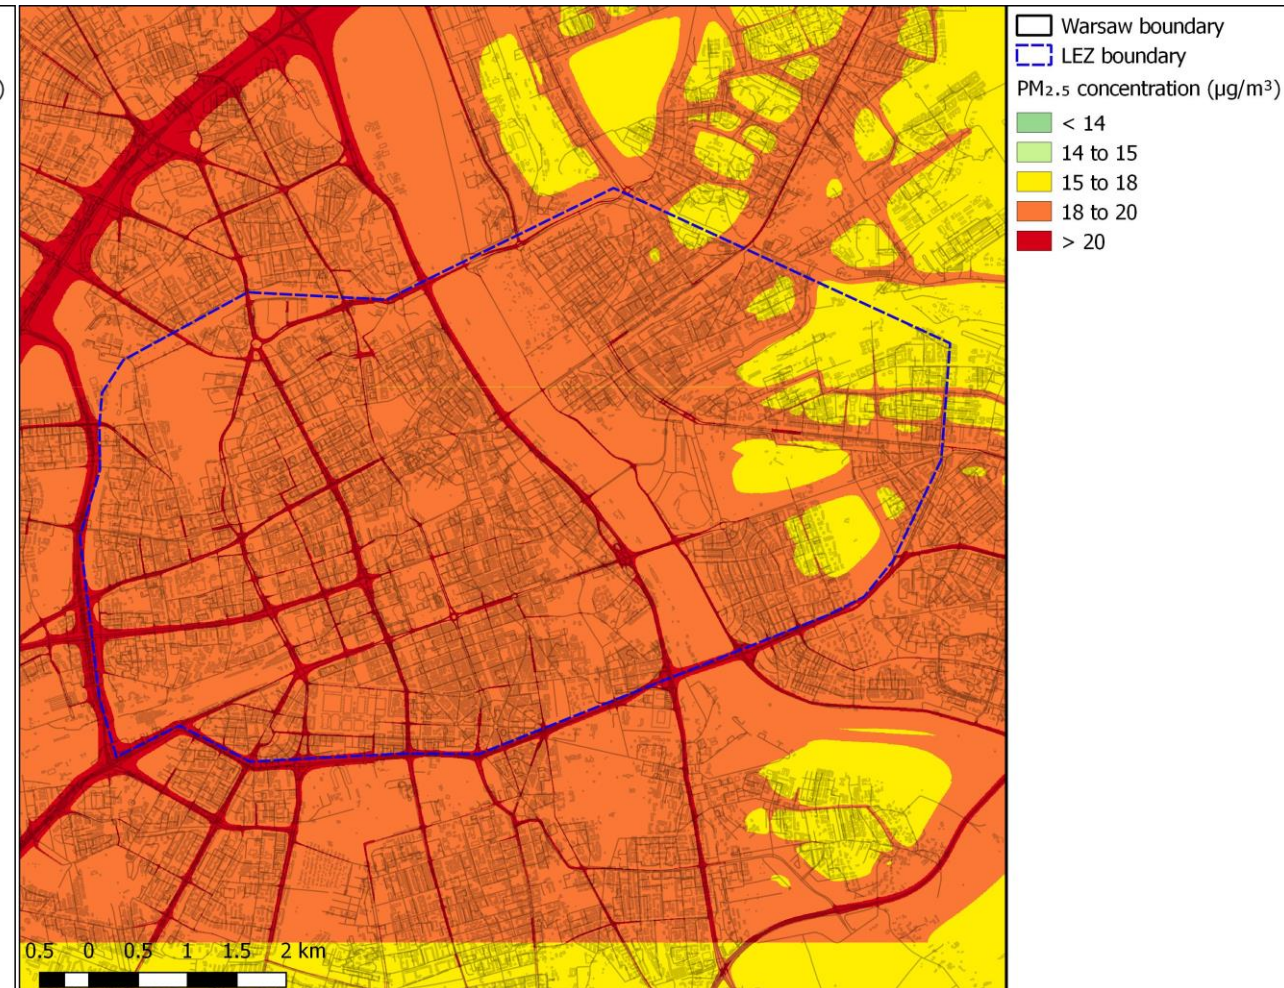 )
Warsaw boundary
LEZ boundary
PM₂.₅ concentration (µg/m³)
< 14
14 to 15
15 to 18
18 to 20
> 20
0.5 0 0.5 1 1.5 2 km